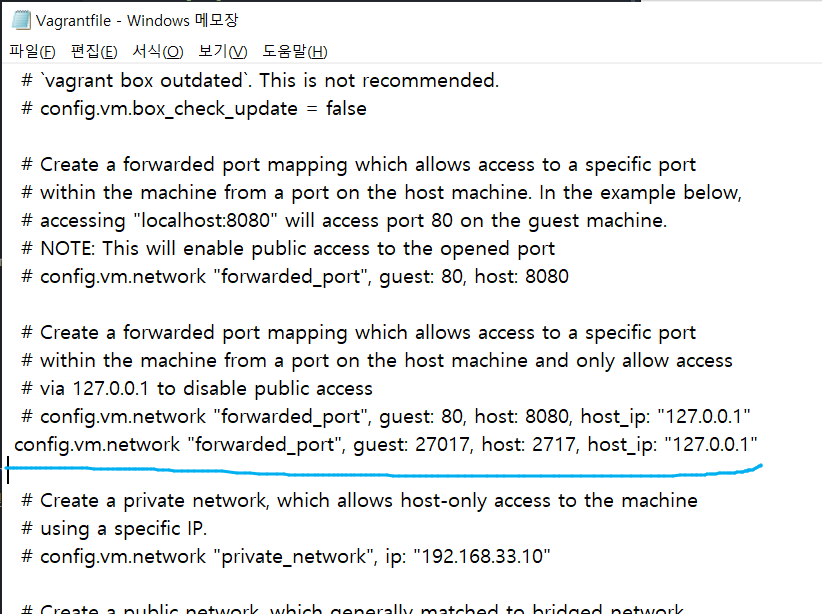 Vagrantfile - Windows 메모장
파일(F) 편집(E) 서식(O) 보기(V) 도움말(H)
# `vagrant box outdated`. This is not recommended.
# config.vm.box_check_update = false
# Create a forwarded port mapping which allows access to a specific port
# within the machine from a port on the host machine. In the example below,
# accessing "localhost:8080" will access port 80 on the guest machine.
# NOTE: This will enable public access to the opened port
# config.vm.network "forwarded_port", guest: 80, host: 8080
# Create a forwarded port mapping which allows access to a specific port
# within the machine from a port on the host machine and only allow access
# via 127.0.0.1 to disable public access
# config.vm.network "forwarded_port", guest: 80, host: 8080, host_ip: "127.0.0.1"
config.vm.network "forwarded_port", guest: 27017, host: 2717, host_ip: "127.0.0.1"
# Create a private network, which allows host-only access to the machine
# using a specific IP.
# config.vm.network "private_network", ip: "192.168.33.10"
# Create a public network, which generally matched to bridged network.